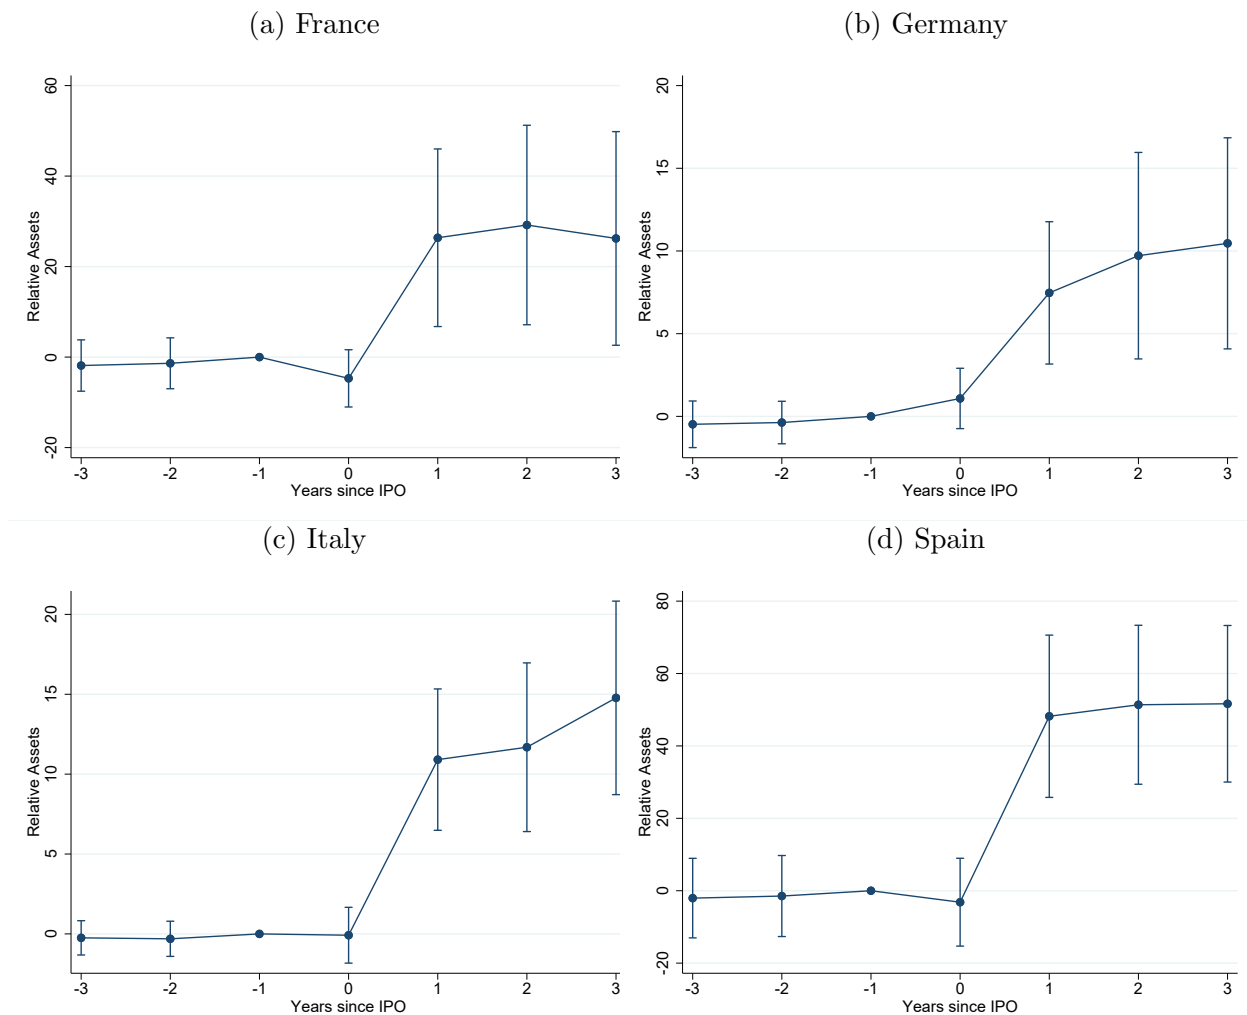 (a) France
60
40
20
0
-20
Relative Assets
-3 -2 -1 0 1 2 3
Years since IPO
(b) Germany
20
15
10
5
0
Relative Assets
-3 -2 -1 0 1 2 3
Years since IPO
(c) Italy
20
15
10
5
0
Relative Assets
-3 -2 -1 0 1 2 3
Years since IPO
(d) Spain
80
60
40
20
0
-20
Relative Assets
-3 -2 -1 0 1 2 3
Years since IPO